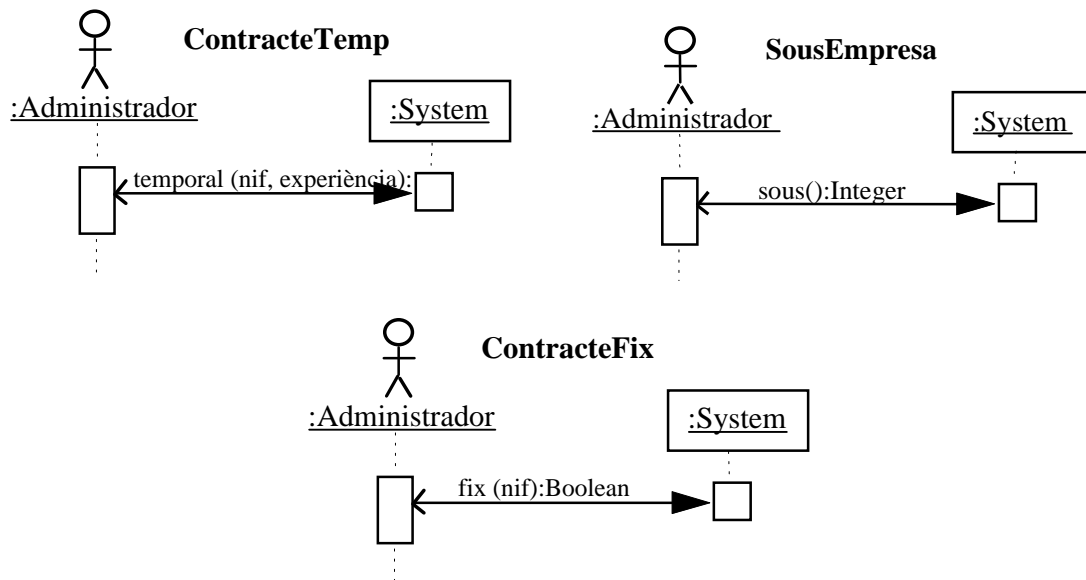 ContracteTemp
:Administrador
:System
temporal (nif, experiència):
SousEmpresa
:Administrador
:System
sous():Integer
ContracteFix
:Administrador
:System
fix (nif):Boolean